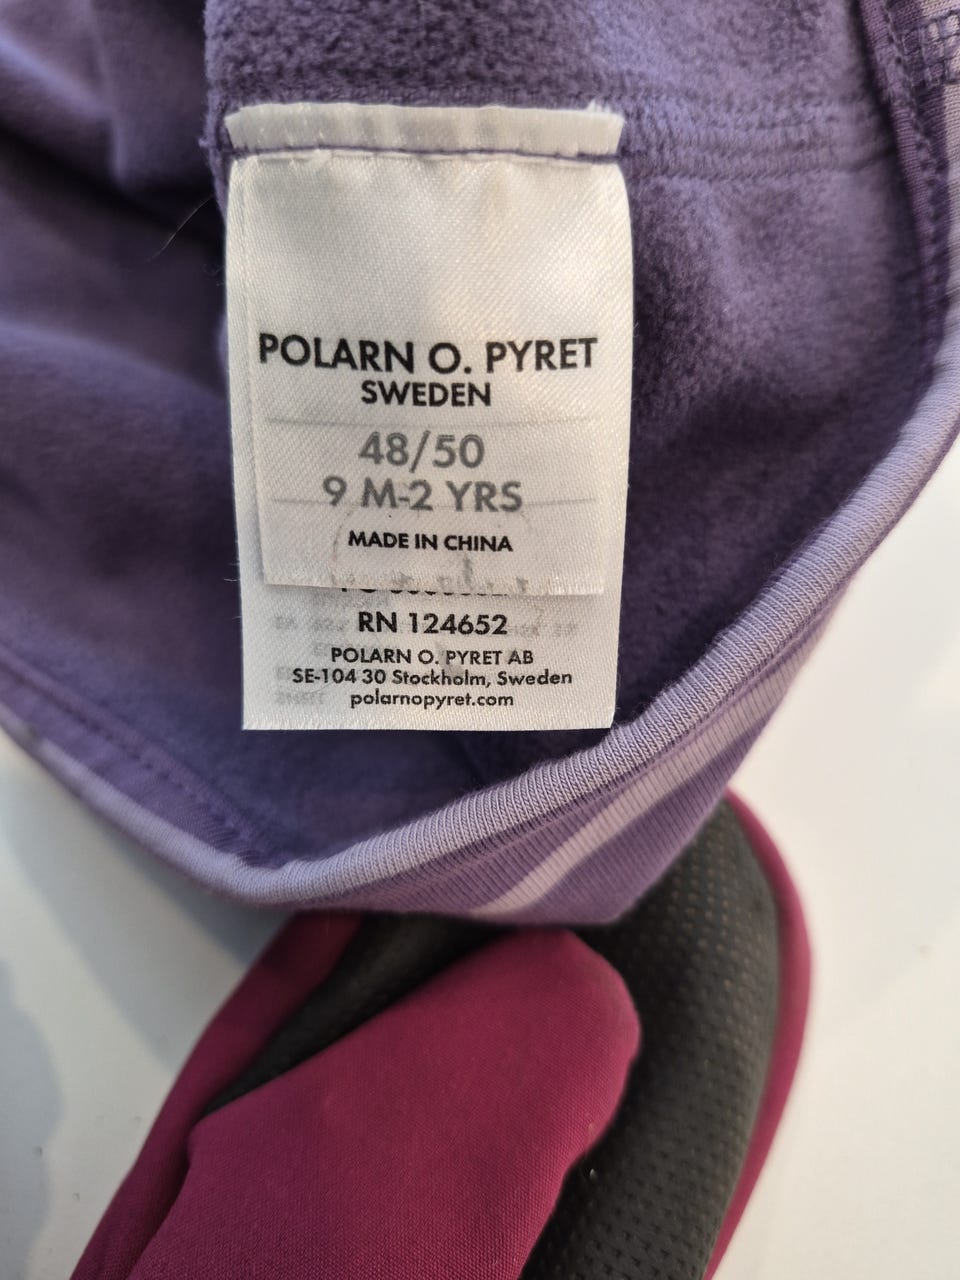 POLARN O. PYRET
SWEDEN
48/50
9 M-2 YRS
MADE IN CHINA
RN 124652
POLARN O. PYRET AB
SE-104 30 Stockholm, Sweden
polarnopyret.com